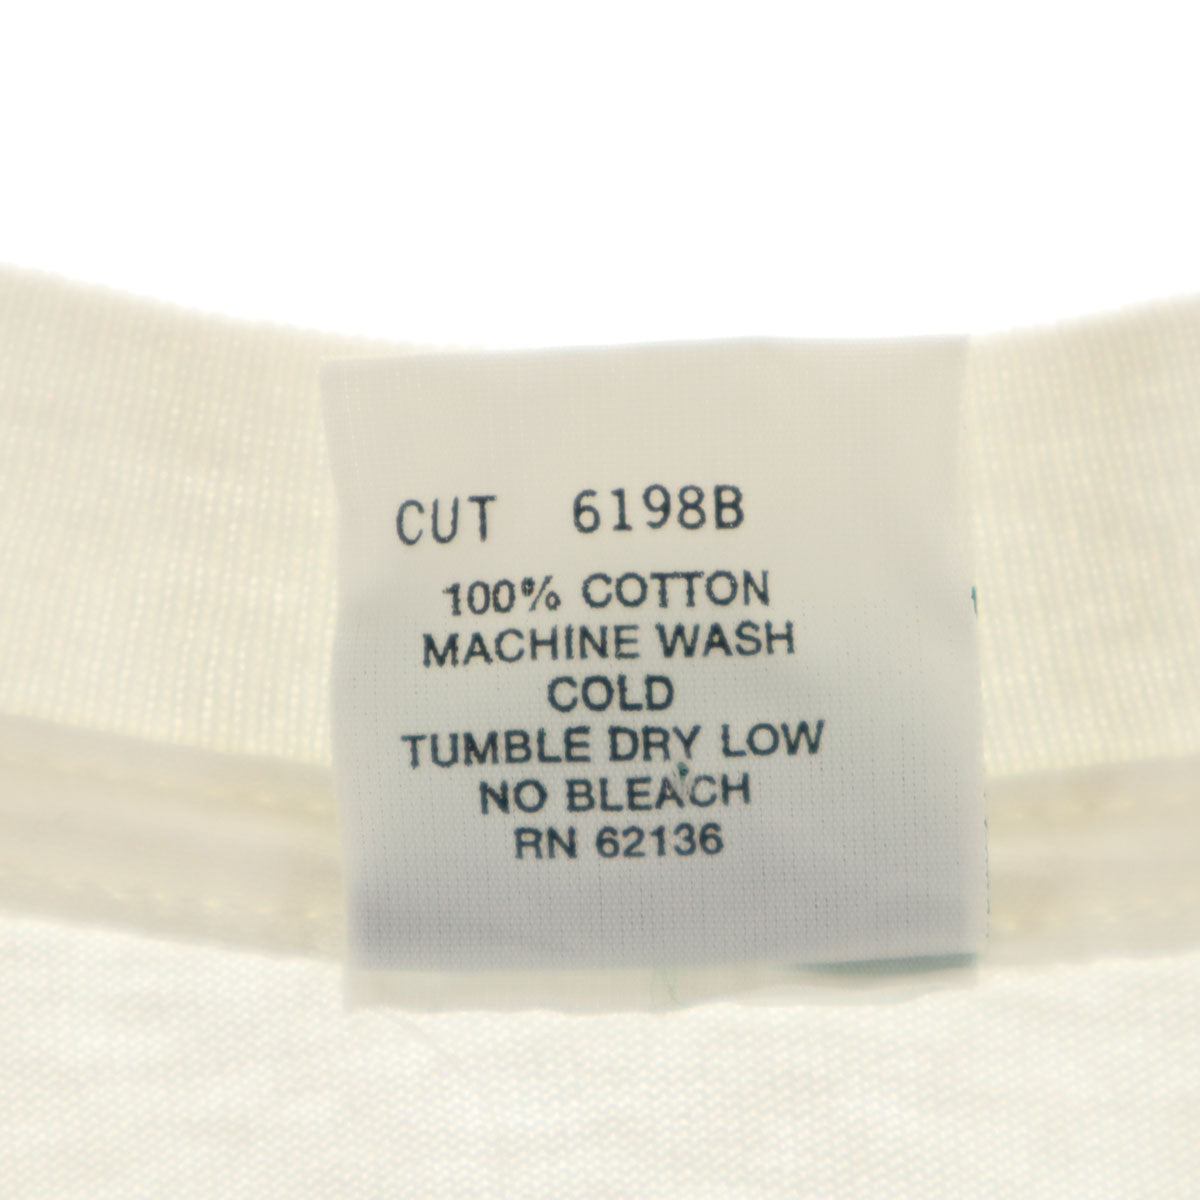 CUT 6198B
100% COTTON
MACHINE WASH
COLD
TUMBLE DRY LOW
NO BLEACH
RN 62136